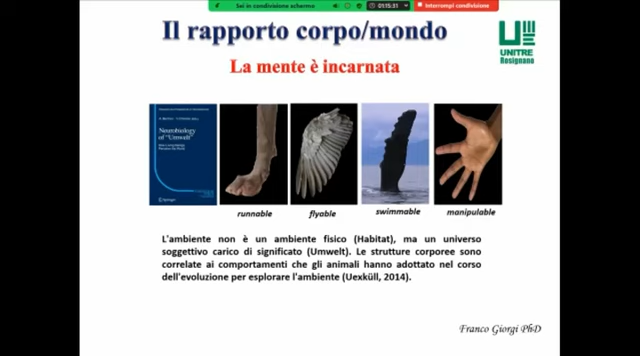 Sei in condivisione schermo
01:15:31
Interrompi condivisione
Il rapporto corpo/mondo
UNITRE
Rosignano
La mente è incarnata
Neurobiology
of "Umwelt"
Springer
runnable
flyable
swimmable
manipulable
L'ambiente non è un ambiente fisico (Habitat), ma un universo
soggettivo carico di significato (Umwelt). Le strutture corporee sono
correlate ai comportamenti che gli animali hanno adottato nel corso
dell'evoluzione per esplorare l'ambiente (Uexküll, 2014).
Franco Giorgi PhD